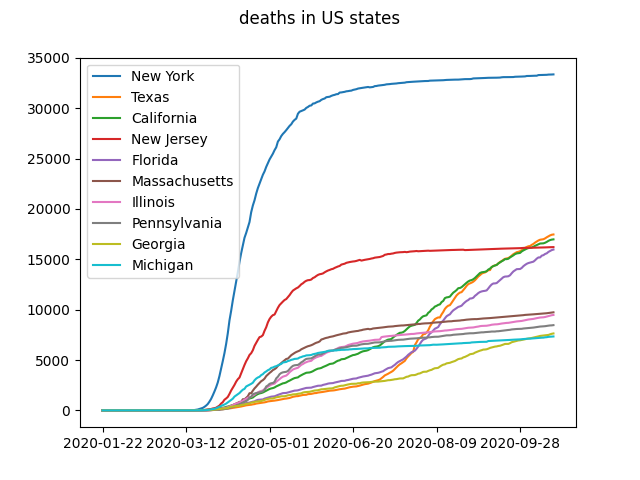 deaths in US states
35000
30000
25000
20000
15000
10000
5000
0
New York
Texas
California
New Jersey
Florida
Massachusetts
Illinois
Pennsylvania
Georgia
Michigan
2020-01-22 2020-03-12 2020-05-01 2020-06-20 2020-08-09 2020-09-28